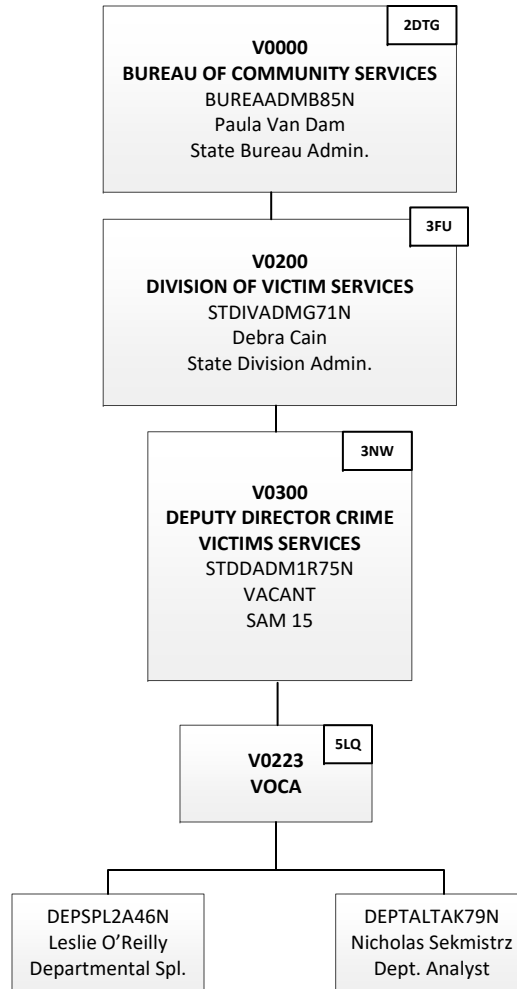 2DTG
V0000
BUREAU OF COMMUNITY SERVICES
BUREAADMB85N
Paula Van Dam
State Bureau Admin.
3FU
V0200
DIVISION OF VICTIM SERVICES
STDIVADMG71N
Debra Cain
State Division Admin.
3NW
V0300
DEPUTY DIRECTOR CRIME
VICTIMS SERVICES
STDDADM1R75N
VACANT
SAM 15
5LQ
V0223
VOCA
DEPSPL2A46N
Leslie O’Reilly
Departmental Spl.
DEPTALTAK79N
Nicholas Sekmistrz
Dept. Analyst